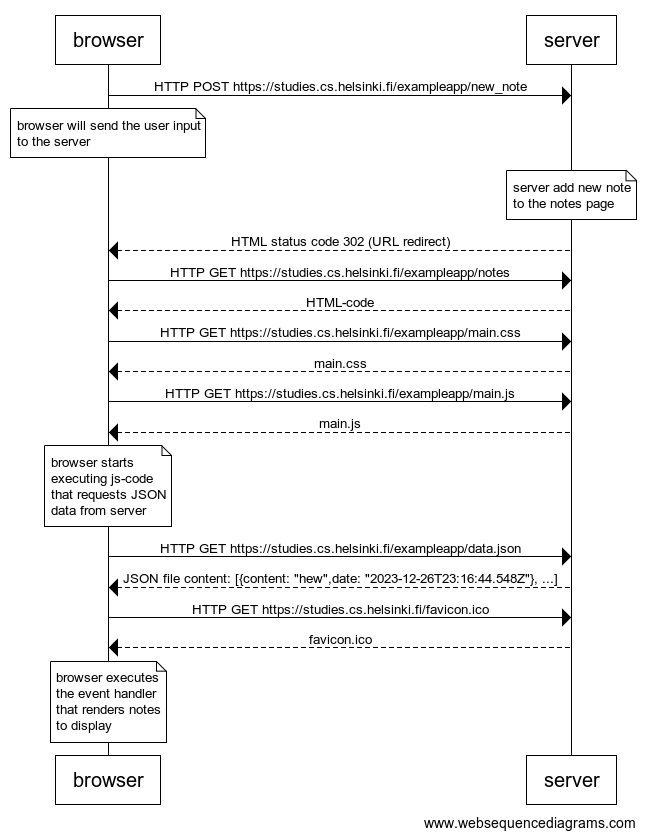 browser
server
HTTP POST https://studies.cs.helsinki.fi/exampleapp/new_note
browser will send the user input
to the server
server add new note
to the notes page
HTML status code 302 (URL redirect)
HTTP GET https://studies.cs.helsinki.fi/exampleapp/notes
HTML-code
HTTP GET https://studies.cs.helsinki.fi/exampleapp/main.css
main.css
HTTP GET https://studies.cs.helsinki.fi/exampleapp/main.js
main.js
browser starts
executing js-code
that requests JSON
data from server
HTTP GET https://studies.cs.helsinki.fi/exampleapp/data.json
JSON file content: [{content: "hew",date: "2023-12-26T23:16:44.548Z"}, ...]
HTTP GET https://studies.cs.helsinki.fi/favicon.ico
favicon.ico
browser executes
the event handler
that renders notes
to display
browser
server
www.websequencediagrams.com